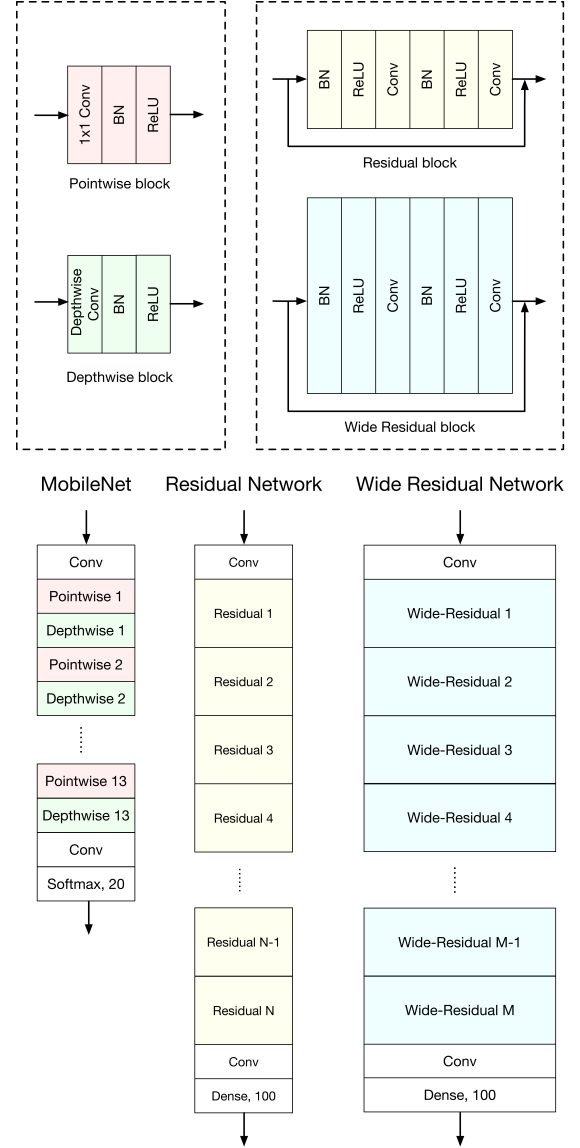 1x1 Conv
BN
ReLU
Pointwise block
Depthwise
Conv
BN
ReLU
Depthwise block
BN
ReLU
Conv
BN
ReLU
Conv
Residual block
BN
ReLU
Conv
BN
ReLU
Conv
Wide Residual block
MobileNet
Conv
Pointwise 1
Depthwise 1
Pointwise 2
Depthwise 2
Pointwise 13
Depthwise 13
Conv
Softmax, 20
Residual Network
Conv
Residual 1
Residual 2
Residual 3
Residual 4
Residual N-1
Residual N
Conv
Dense, 100
Wide Residual Network
Conv
Wide-Residual 1
Wide-Residual 2
Wide-Residual 3
Wide-Residual 4
Wide-Residual M-1
Wide-Residual M
Conv
Dense, 100